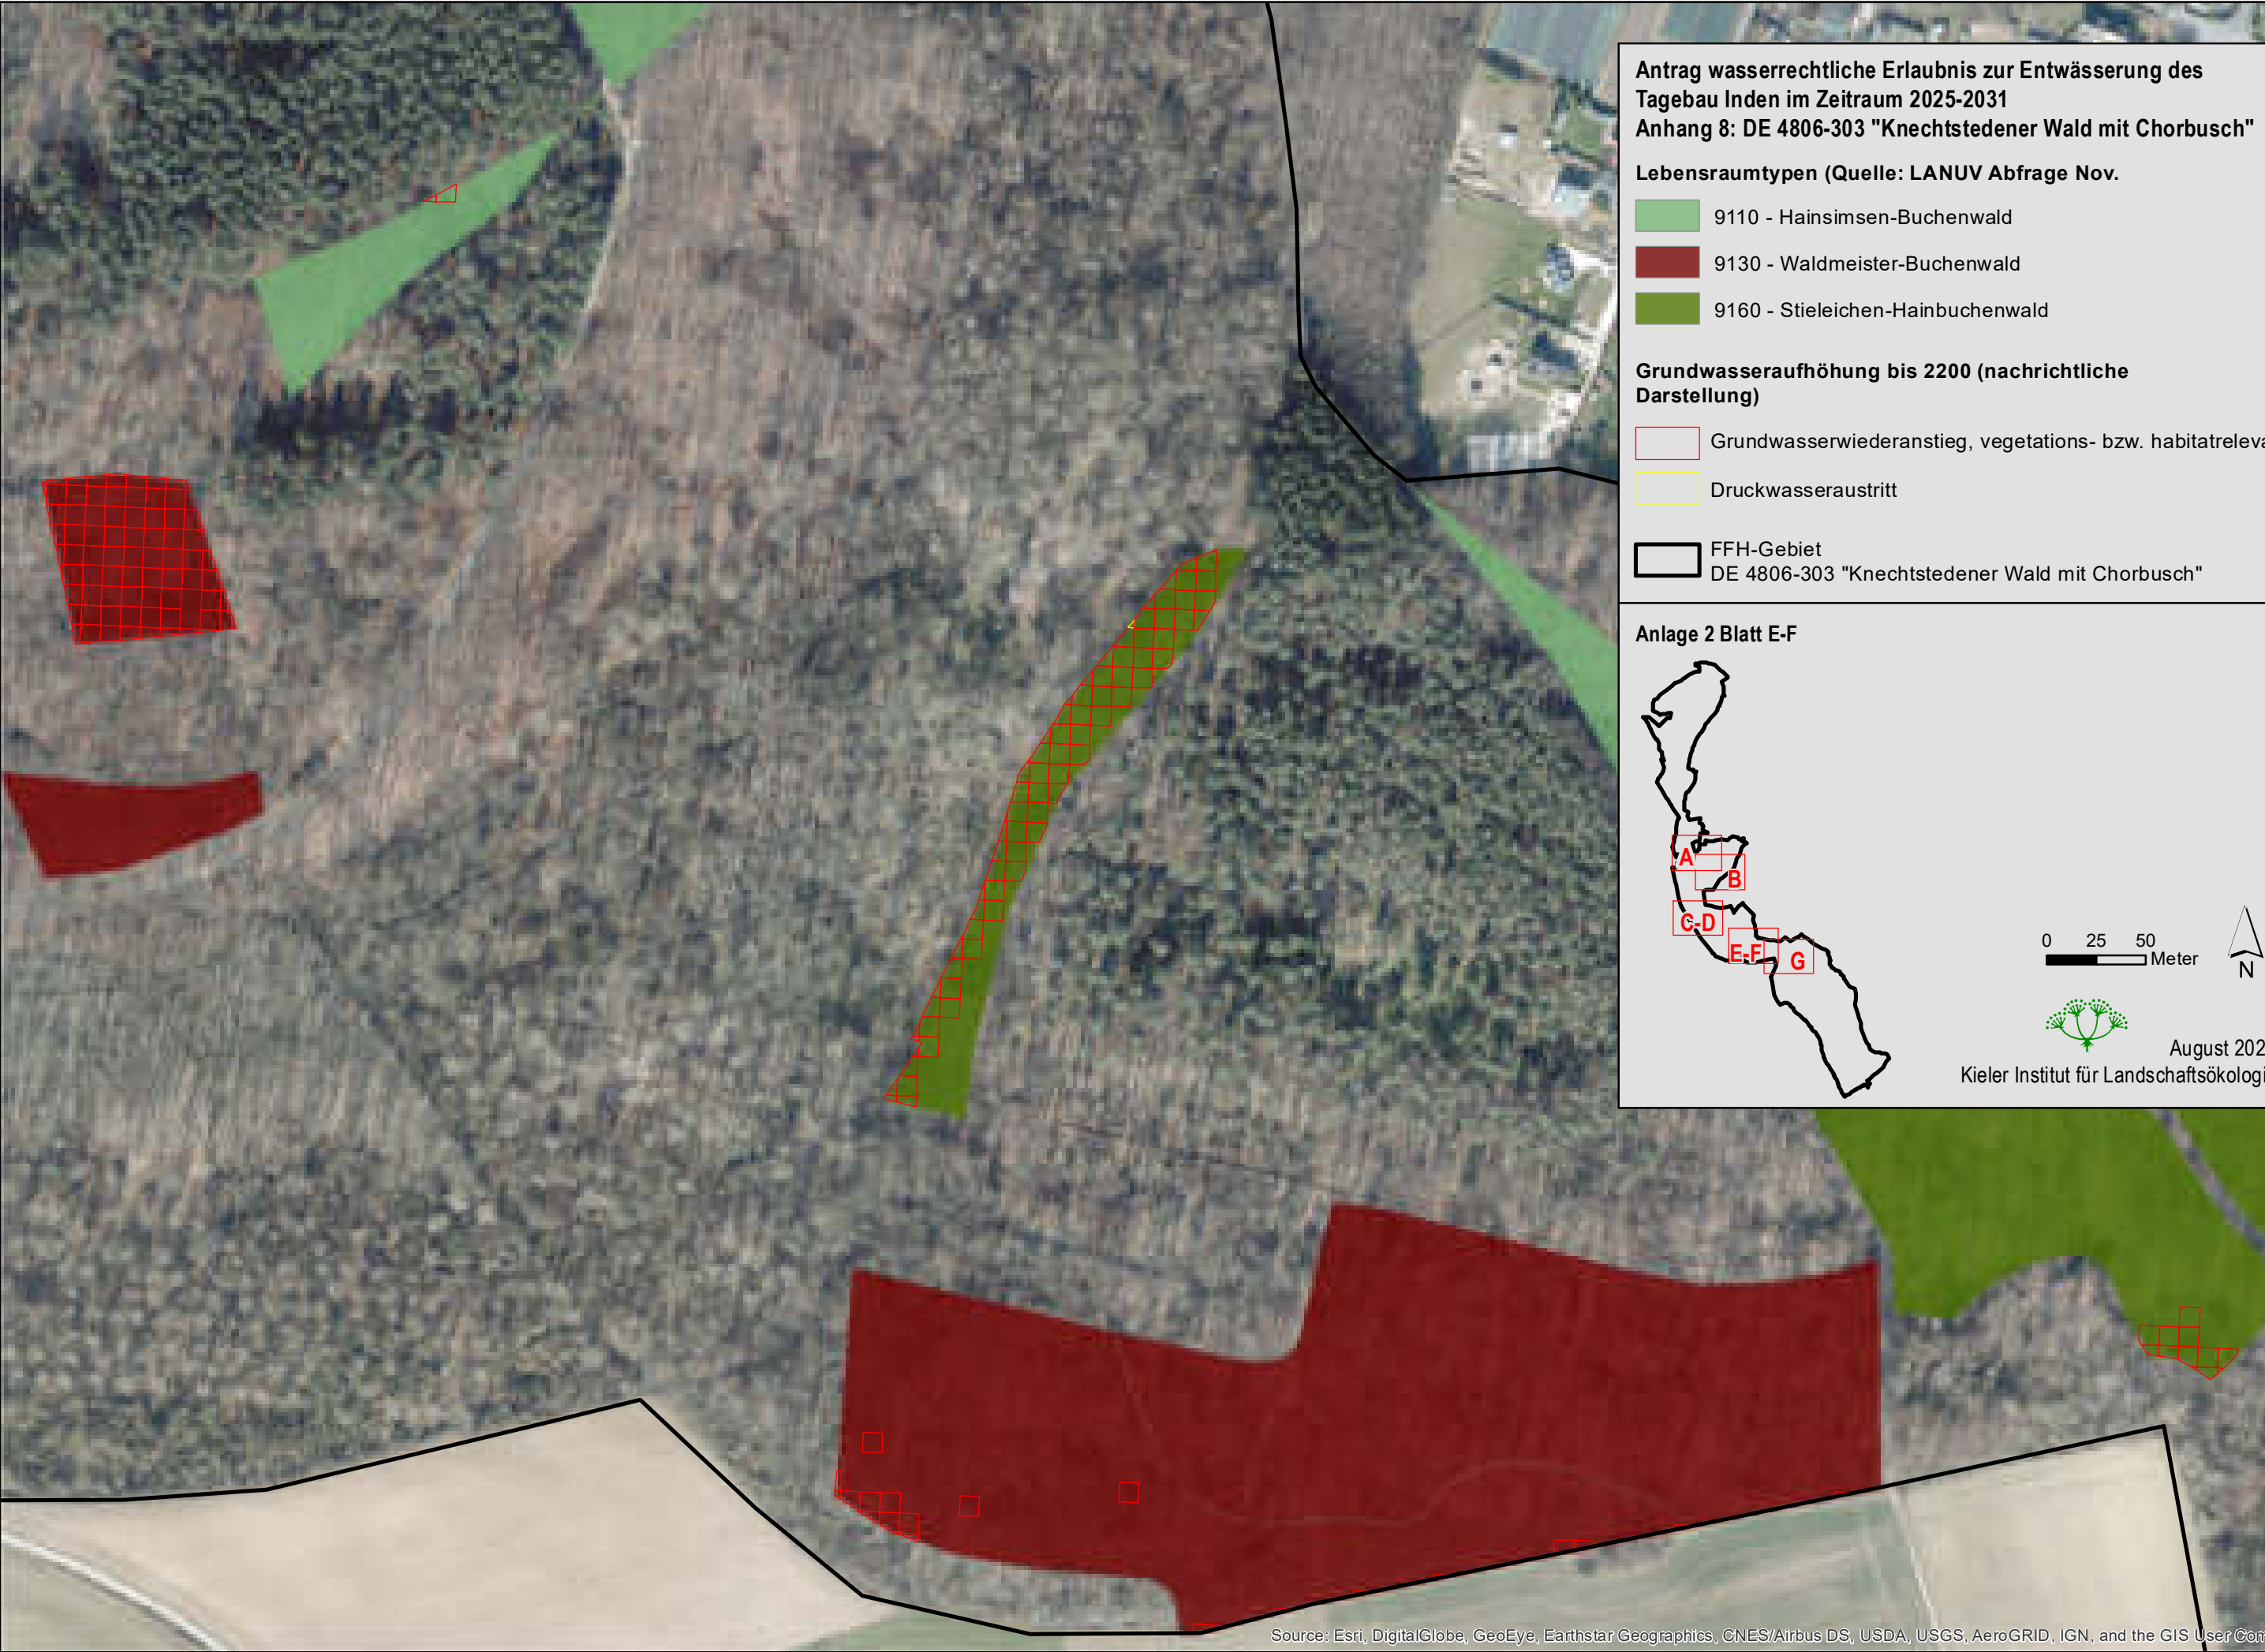 Antrag wasserrechtliche Erlaubnis zur Entwässerung des
Tagebau Inden im Zeitraum 2025-2031
Anhang 8: DE 4806-303 "Knechtstedener Wald mit Chorbusch"
Lebensraumtypen (Quelle: LANUV Abfrage Nov.
9110 - Hainsimsen-Buchenwald
9130 - Waldmeister-Buchenwald
9160 - Stieleichen-Hainbuchenwald
Grundwasseraufhöhung bis 2200 (nachrichtliche
Darstellung)
Grundwasserwiederanstieg, vegetations- bzw. habitatreleva
Druckwasseraustritt
FFH-Gebiet
DE 4806-303 "Knechtstedener Wald mit Chorbusch"
Anlage 2 Blatt E-F
A
B
C-D
E-F
G
0 25 50
Meter
N
August 202
Kieler Institut für Landschaftsökologi
Source: Esri, DigitalGlobe, GeoEye, Earthstar Geographics, CNES/Airbus DS, USDA, USGS, AeroGRID, IGN, and the GIS User Com